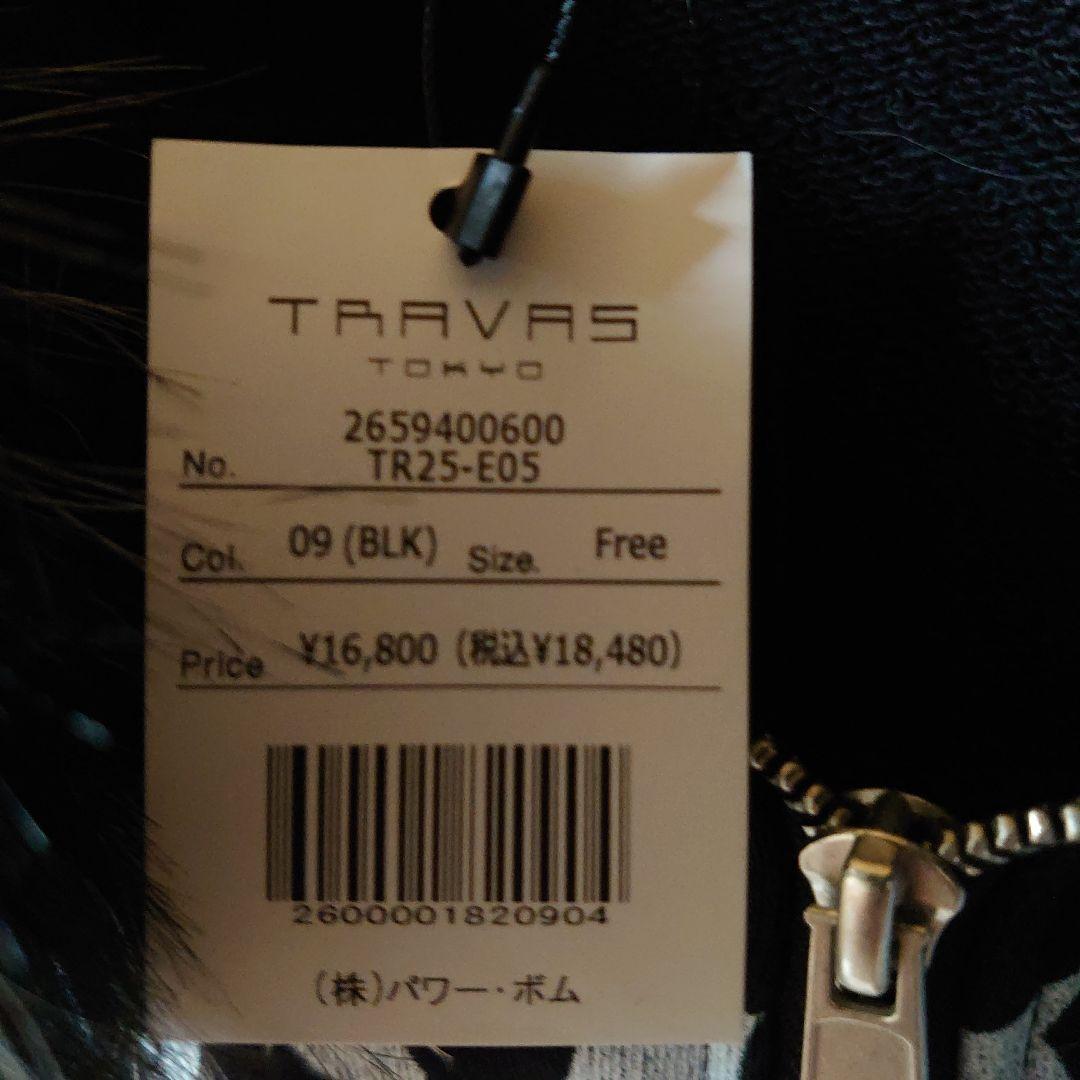 TRAVAS
TOKYO
2659400600
No. TR25-E05
Col. 09 (BLK) Size. Free
Price ¥16,800 (税込¥18,480)
2600001820904
(株)パワー・ボム